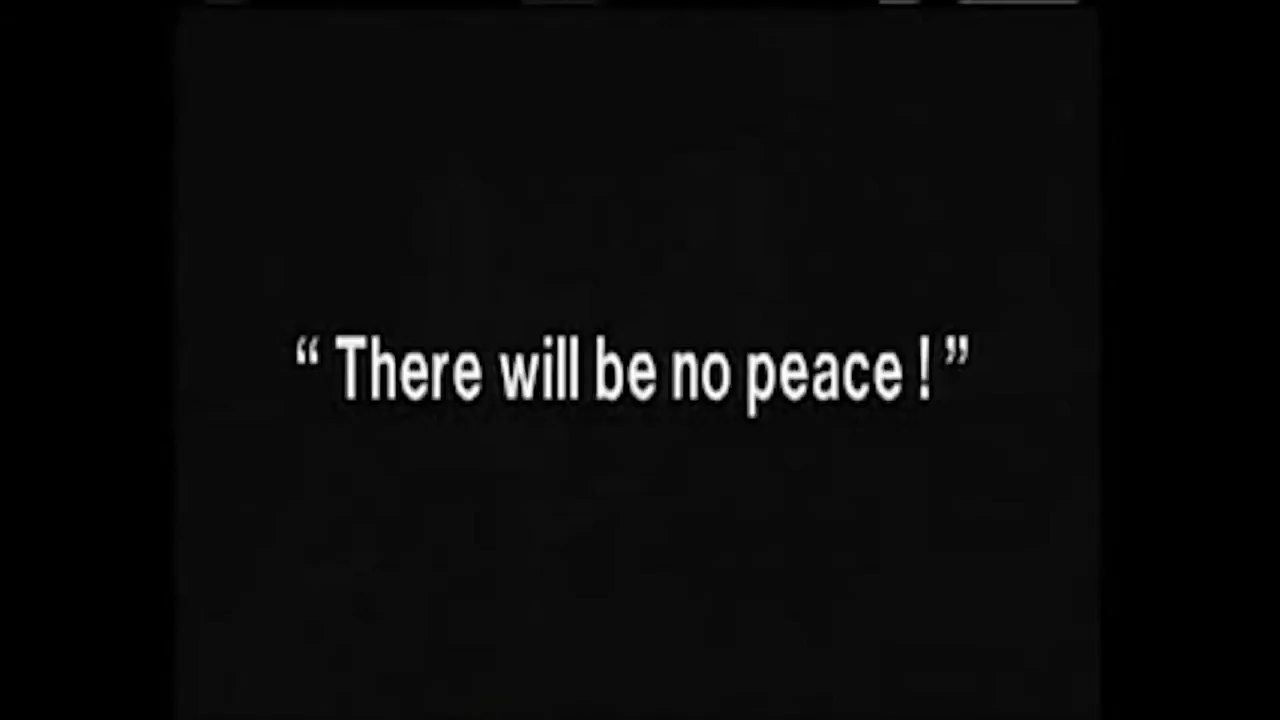 “ There will be no peace ! ”